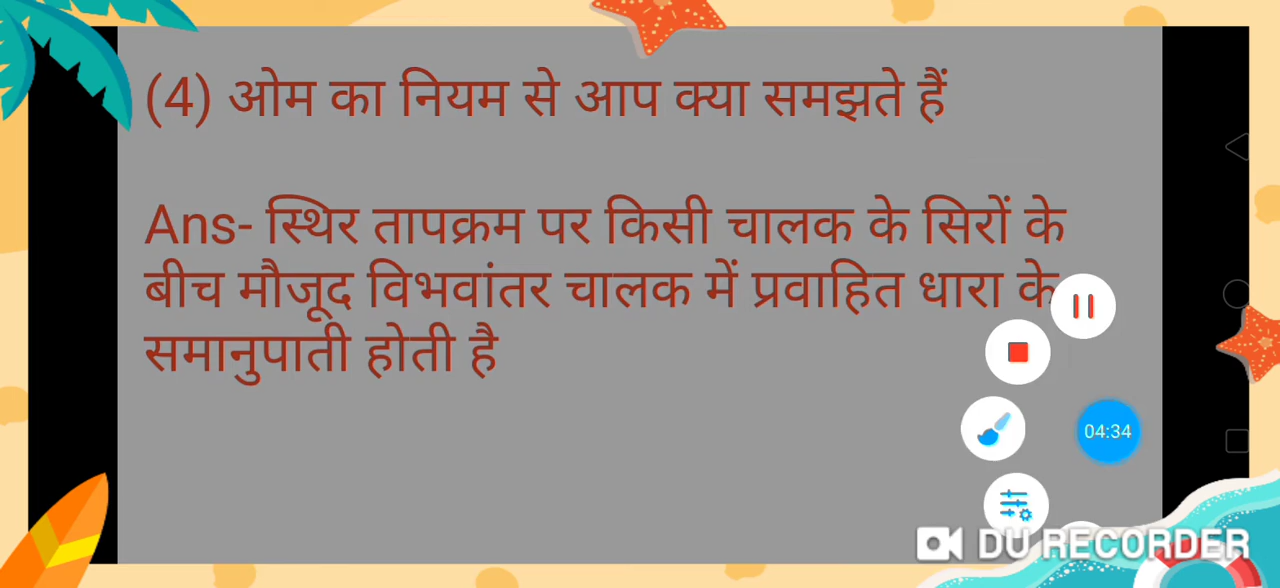 (4) ओम का नियम से आप क्या समझते हैं
Ans- स्थिर तापक्रम पर किसी चालक के सिरों के
बीच मौजूद विभवांतर चालक में प्रवाहित धारा के
समानुपाती होती है
04:34
DU RECORDER